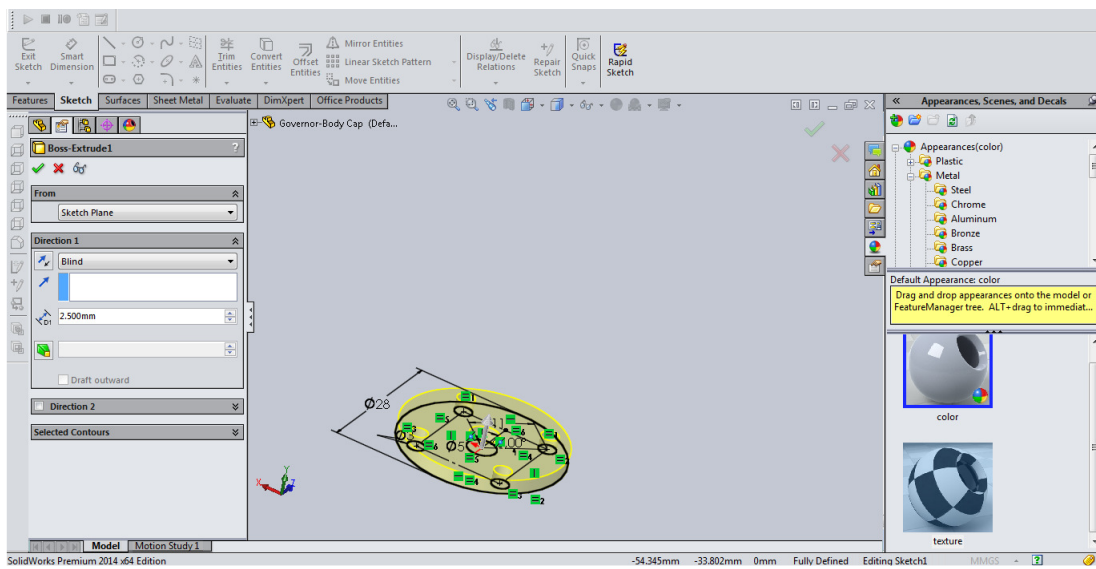 Exit Sketch
Smart Dimension
Trim Entities
Convert Entities
Offset Entities
Mirror Entities
Linear Sketch Pattern
Move Entities
Display/Delete Relations
Repair Sketch
Quick Snaps
Rapid Sketch
Features Sketch Surfaces Sheet Metal Evaluate DimXpert Office Products
Governor-Body Cap (Defa...
Boss-Extrude1 ?
From
Sketch Plane
Direction 1
Blind
D1 2.500mm
Draft outward
Direction 2
Selected Contours
Ø28
Y
X Z
Appearances, Scenes, and Decals
Appearances(color)
Plastic
Metal
Steel
Chrome
Aluminum
Bronze
Brass
Copper
Default Appearance: color
Drag and drop appearances onto the model or
FeatureManager tree. ALT+drag to immediat...
color
texture
Model Motion Study 1
SolidWorks Premium 2014 x64 Edition -54.345mm -33.802mm 0mm Fully Defined Editing Sketch1 MMGS ?